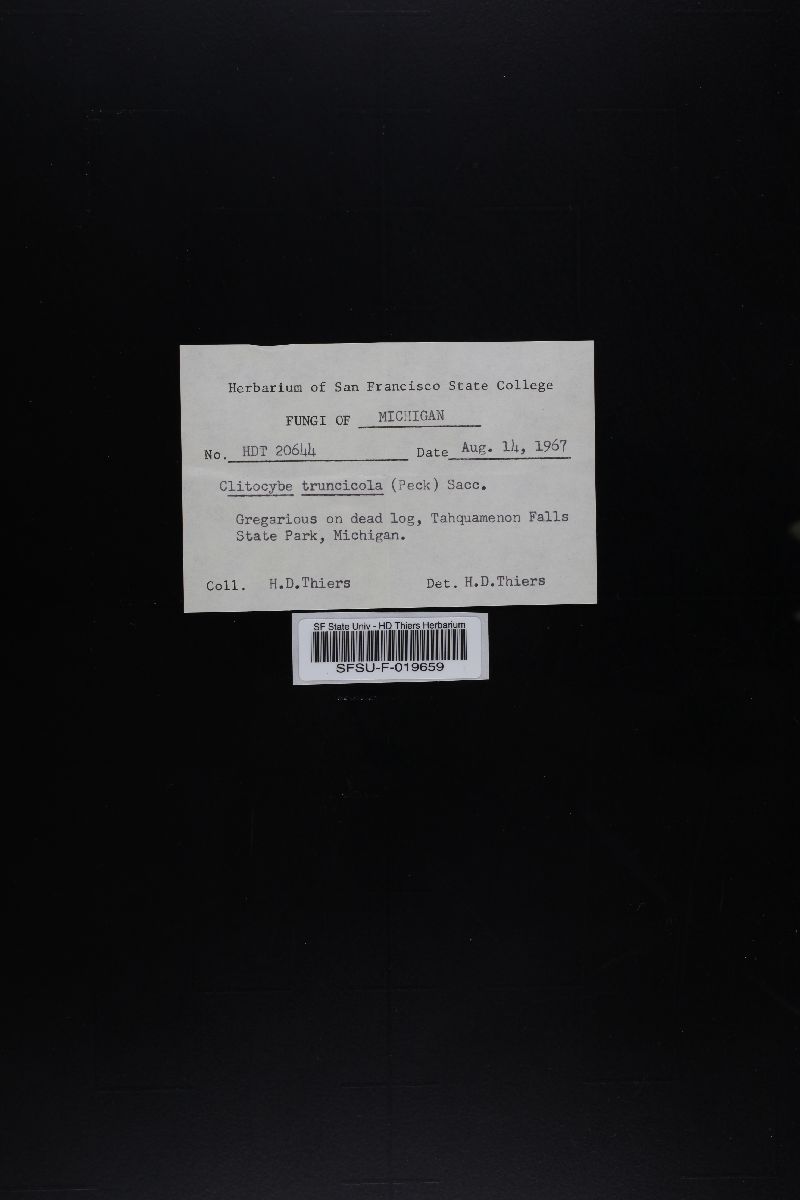 Herbarium of San Francisco State College
FUNGI OF MICHIGAN
No. HDT 20644 Date Aug. 14, 1967
Clitocybe truncicola (Peck) Sacc.
Gregarious on dead log, Tahquamenon Falls
State Park, Michigan.
Coll. H.D.Thiers Det. H.D.Thiers
SF State Univ - HD Thiers Herbarium
SFSU-F-019659